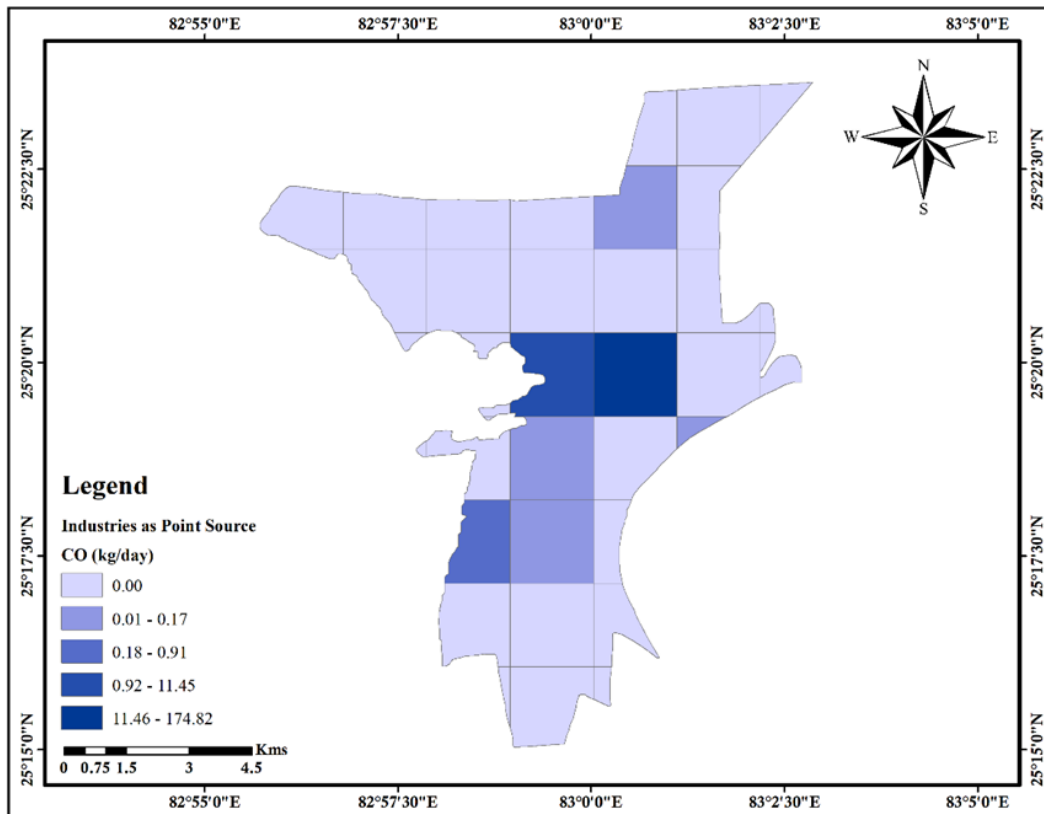 82°55'0"E 82°57'30"E 83°0'0"E 83°2'30"E 83°5'0"E
N
W E
S
25°22'30"N 25°22'30"N
25°20'0"N 25°20'0"N
25°17'30"N 25°17'30"N
25°15'0"N 25°15'0"N
Legend
Industries as Point Source
CO (kg/day)
0.00
0.01 - 0.17
0.18 - 0.91
0.92 - 11.45
11.46 - 174.82
Kms
0 0.75 1.5 3 4.5
82°55'0"E 82°57'30"E 83°0'0"E 83°2'30"E 83°5'0"E